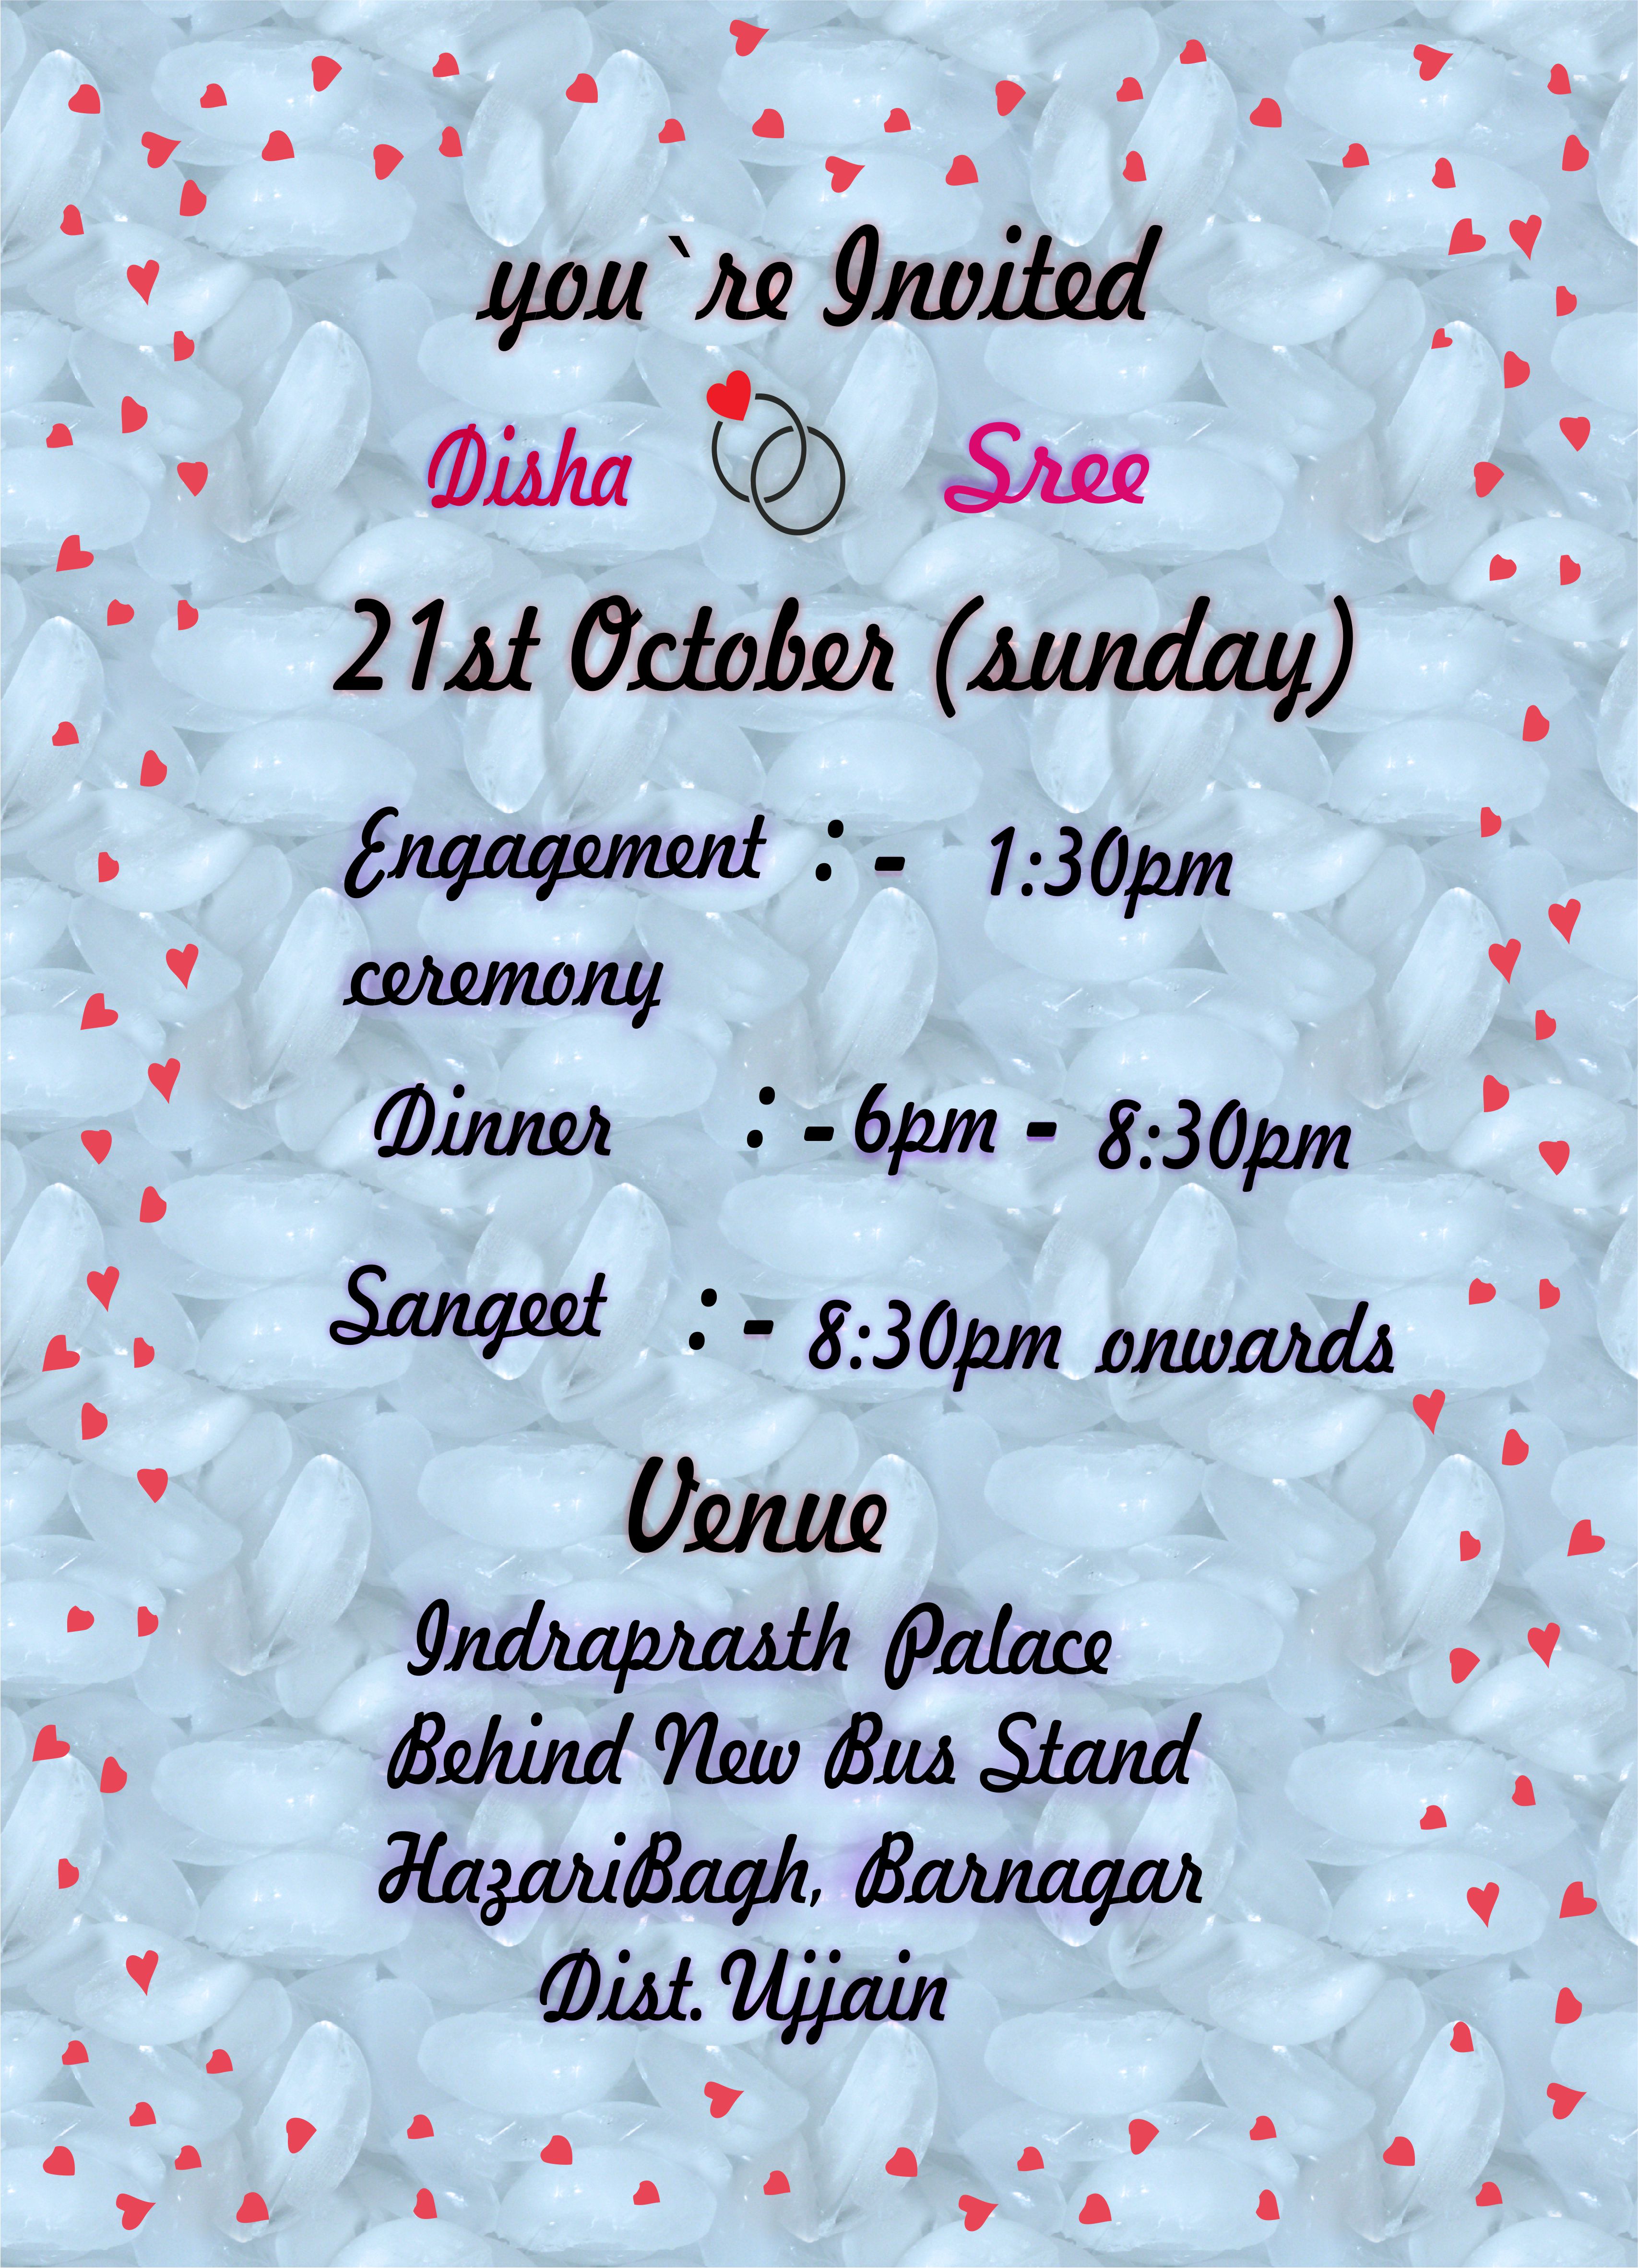 you`re Invited
Disha Sree
21st October (sunday)
Engagement :- 1:30pm
ceremony
Dinner :- 6pm - 8:30pm
Sangeet :- 8:30pm onwards
Venue
Indraprasth Palace
Behind New Bus Stand
HazariBagh, Barnagar
Dist. Ujjain